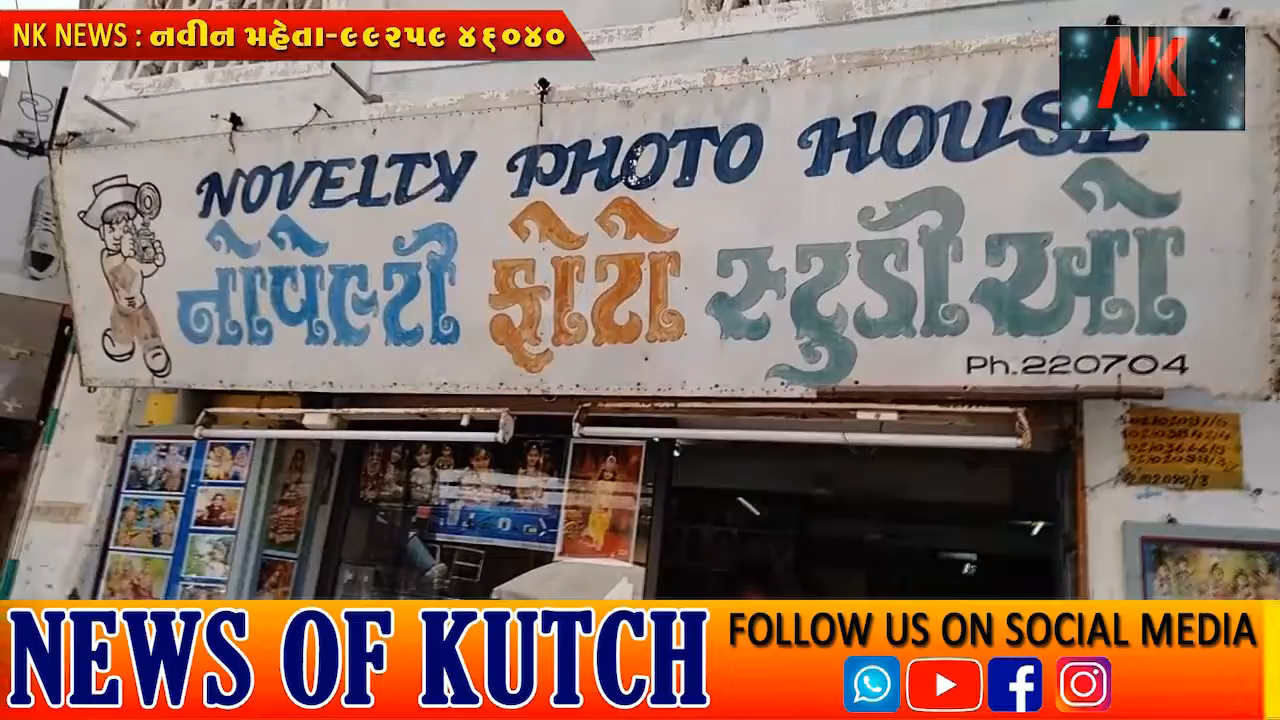 NK NEWS : નવીન મહેતા-૯૯૨૫૯ ૪૬૦૪૦
NK
NOVELTY PHOTO HOUSE
નોવેલ્ટી ફોટો સ્ટુડીઓ
Ph.220704
NEWS OF KUTCH
FOLLOW US ON SOCIAL MEDIA